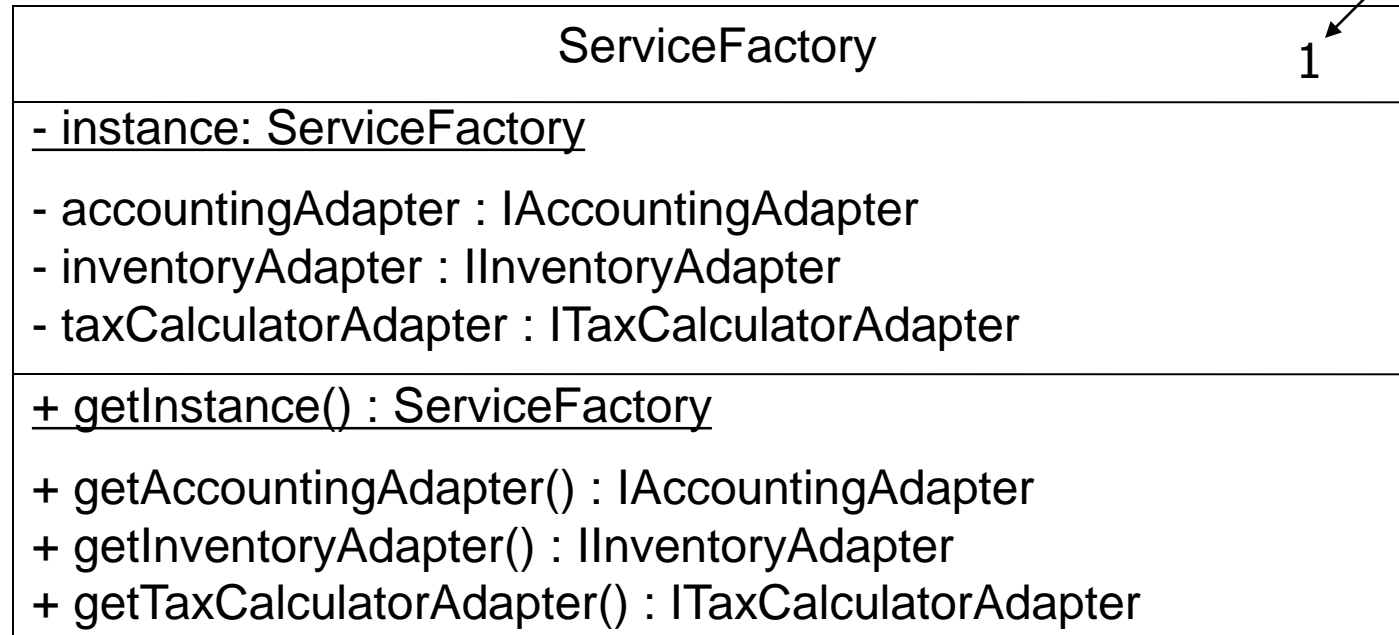 ServiceFactory
1
- instance: ServiceFactory
- accountingAdapter : IAccountingAdapter
- inventoryAdapter : IInventoryAdapter
- taxCalculatorAdapter : ITaxCalculatorAdapter
+ getInstance() : ServiceFactory
+ getAccountingAdapter() : IAccountingAdapter
+ getInventoryAdapter() : IInventoryAdapter
+ getTaxCalculatorAdapter() : ITaxCalculatorAdapter